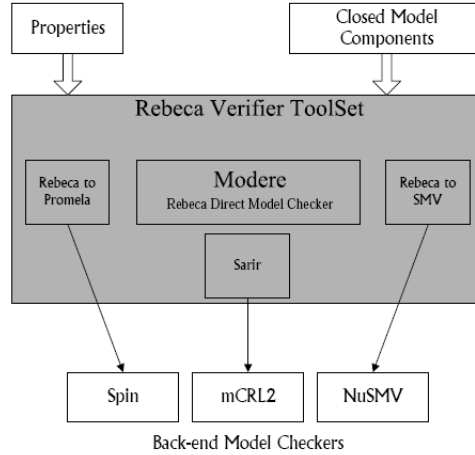 Properties
Closed Model
Components
Rebeca Verifier ToolSet
Rebeca to
Promela
Modere
Rebeca Direct Model Checker
Rebeca to
SMV
Sarir
Spin
mCRL2
NuSMV
Back-end Model Checkers